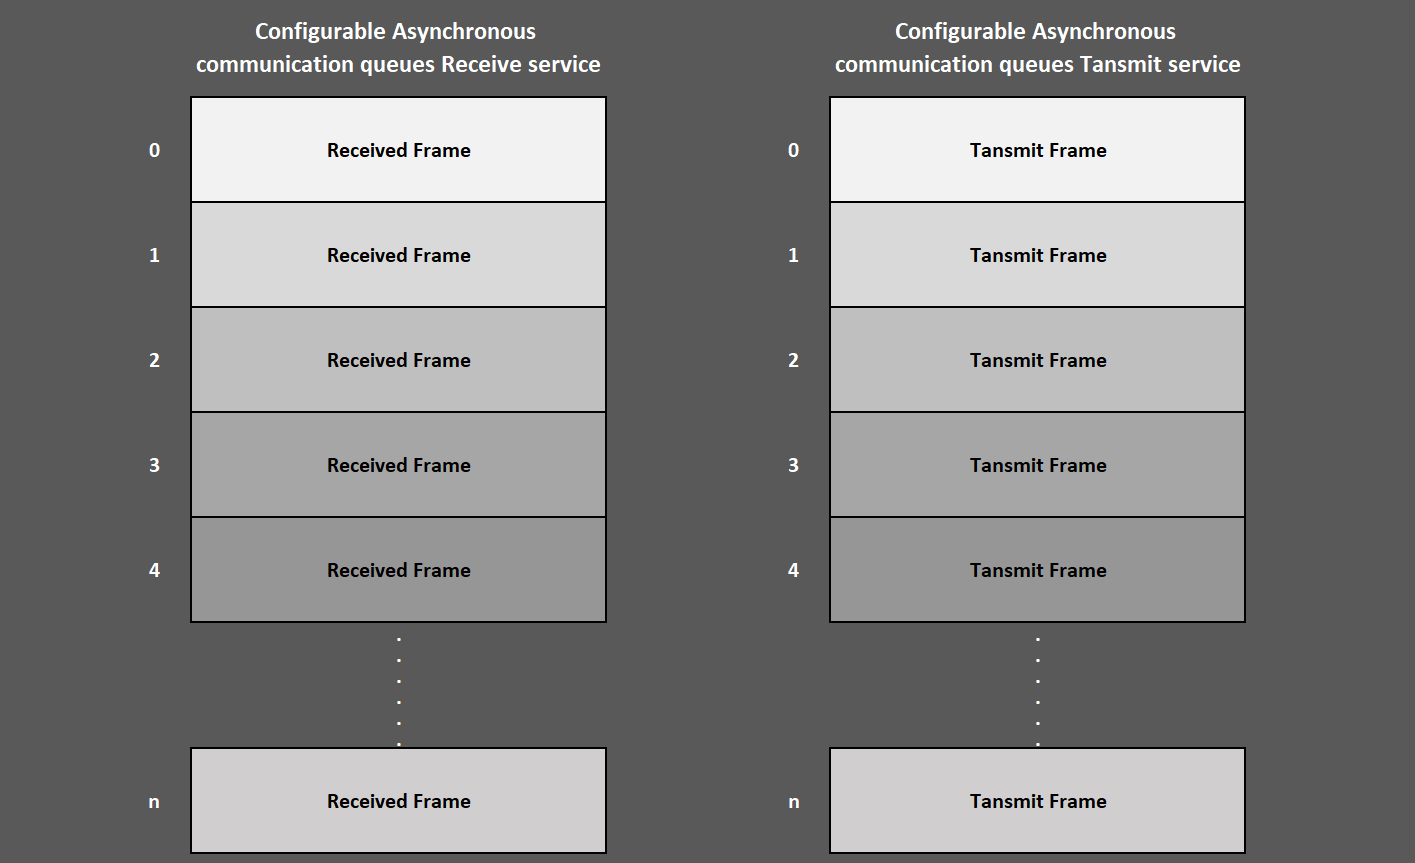 Configurable Asynchronous
communication queues Receive service
0
Received Frame
1
Received Frame
2
Received Frame
3
Received Frame
4
Received Frame
n
Received Frame
Configurable Asynchronous
communication queues Tansmit service
0
Tansmit Frame
1
Tansmit Frame
2
Tansmit Frame
3
Tansmit Frame
4
Tansmit Frame
n
Tansmit Frame